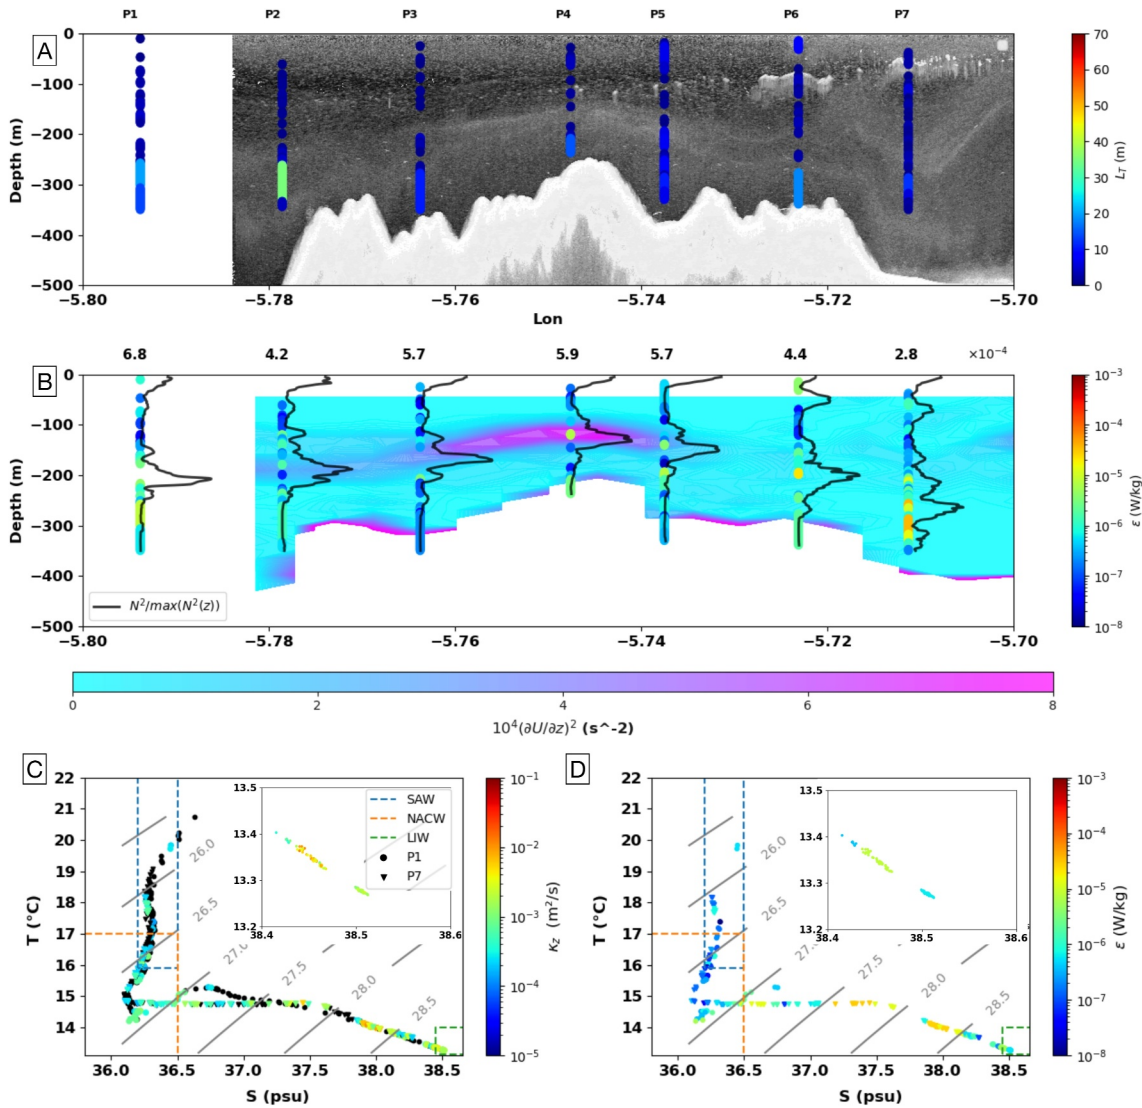 P1 P2 P3 P4 P5 P6 P7
A
0
−100
−200
−300
−400
−500
Depth (m)
−5.80 −5.78 −5.76 −5.74 −5.72 −5.70
Lon
70
60
50
40
30
20
10
0
L_T (m)
6.8 4.2 5.7 5.9 5.7 4.4 2.8 ×10⁻⁴
B
0
−100
−200
−300
−400
−500
Depth (m)
N²/max(N²(z))
−5.80 −5.78 −5.76 −5.74 −5.72 −5.70
10⁻³
10⁻⁴
10⁻⁵
10⁻⁶
10⁻⁷
10⁻⁸
ε (W/kg)
0 2 4 6 8
10⁴(∂U/∂z)² (s^-2)
C
22
21
20
19
18
17
16
15
14
T (°C)
13.5
13.4
13.3
13.2
38.4 38.5 38.6
SAW
NACW
LIW
P1
P7
26.0
26.5
27.0
27.5
28.0
28.5
36.0 36.5 37.0 37.5 38.0 38.5
S (psu)
10⁻¹
10⁻²
10⁻³
10⁻⁴
10⁻⁵
κ_Z (m²/s)
D
22
21
20
19
18
17
16
15
14
T (°C)
13.5
13.4
13.3
13.2
38.4 38.5 38.6
26.0
26.5
27.0
27.5
28.0
28.5
36.0 36.5 37.0 37.5 38.0 38.5
S (psu)
10⁻³
10⁻⁴
10⁻⁵
10⁻⁶
10⁻⁷
10⁻⁸
ε (W/kg)